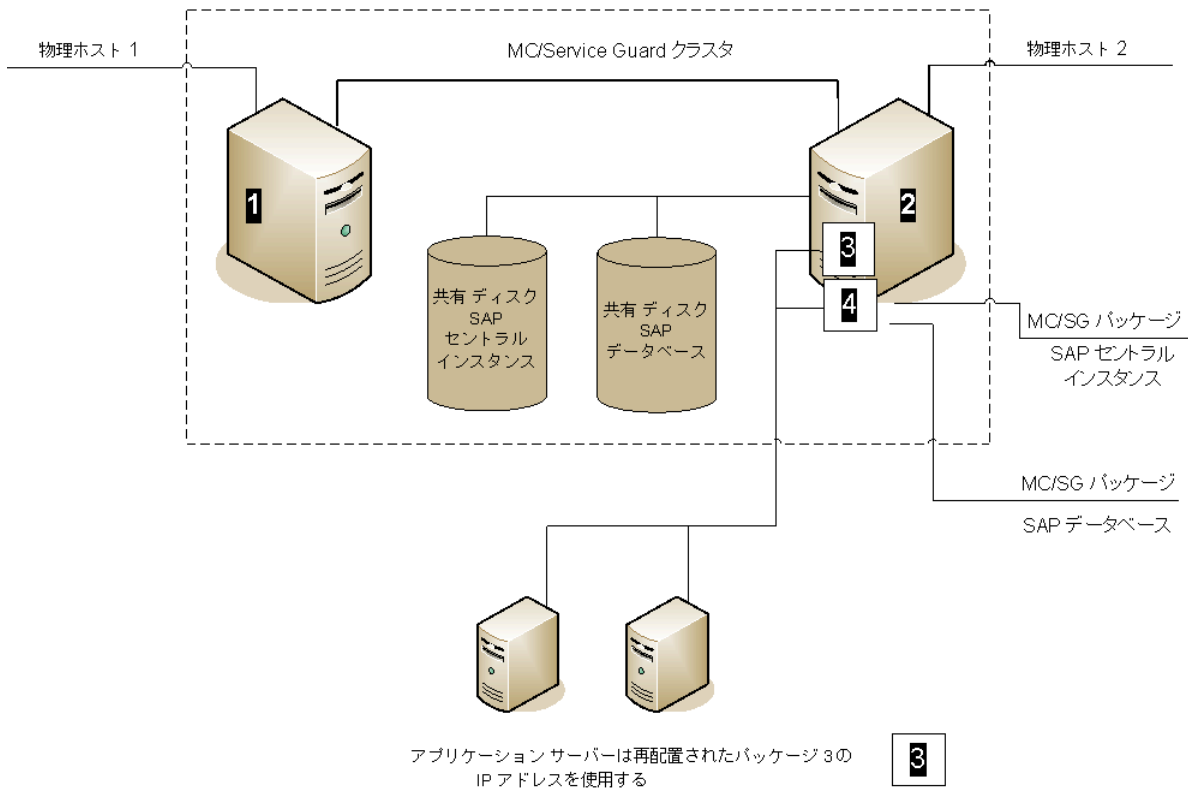 物理ホスト 1
MC/Service Guard クラスタ
物理ホスト 2
1
2
3
4
共有 ディスク
SAP
セントラル
インスタンス
共有 ディスク
SAP
データベース
MC/SG パッケージ
SAP セントラル
インスタンス
MC/SG パッケージ
SAP データベース
アプリケーション サーバーは再配置されたパッケージ 3 の
IP アドレスを使用する
3